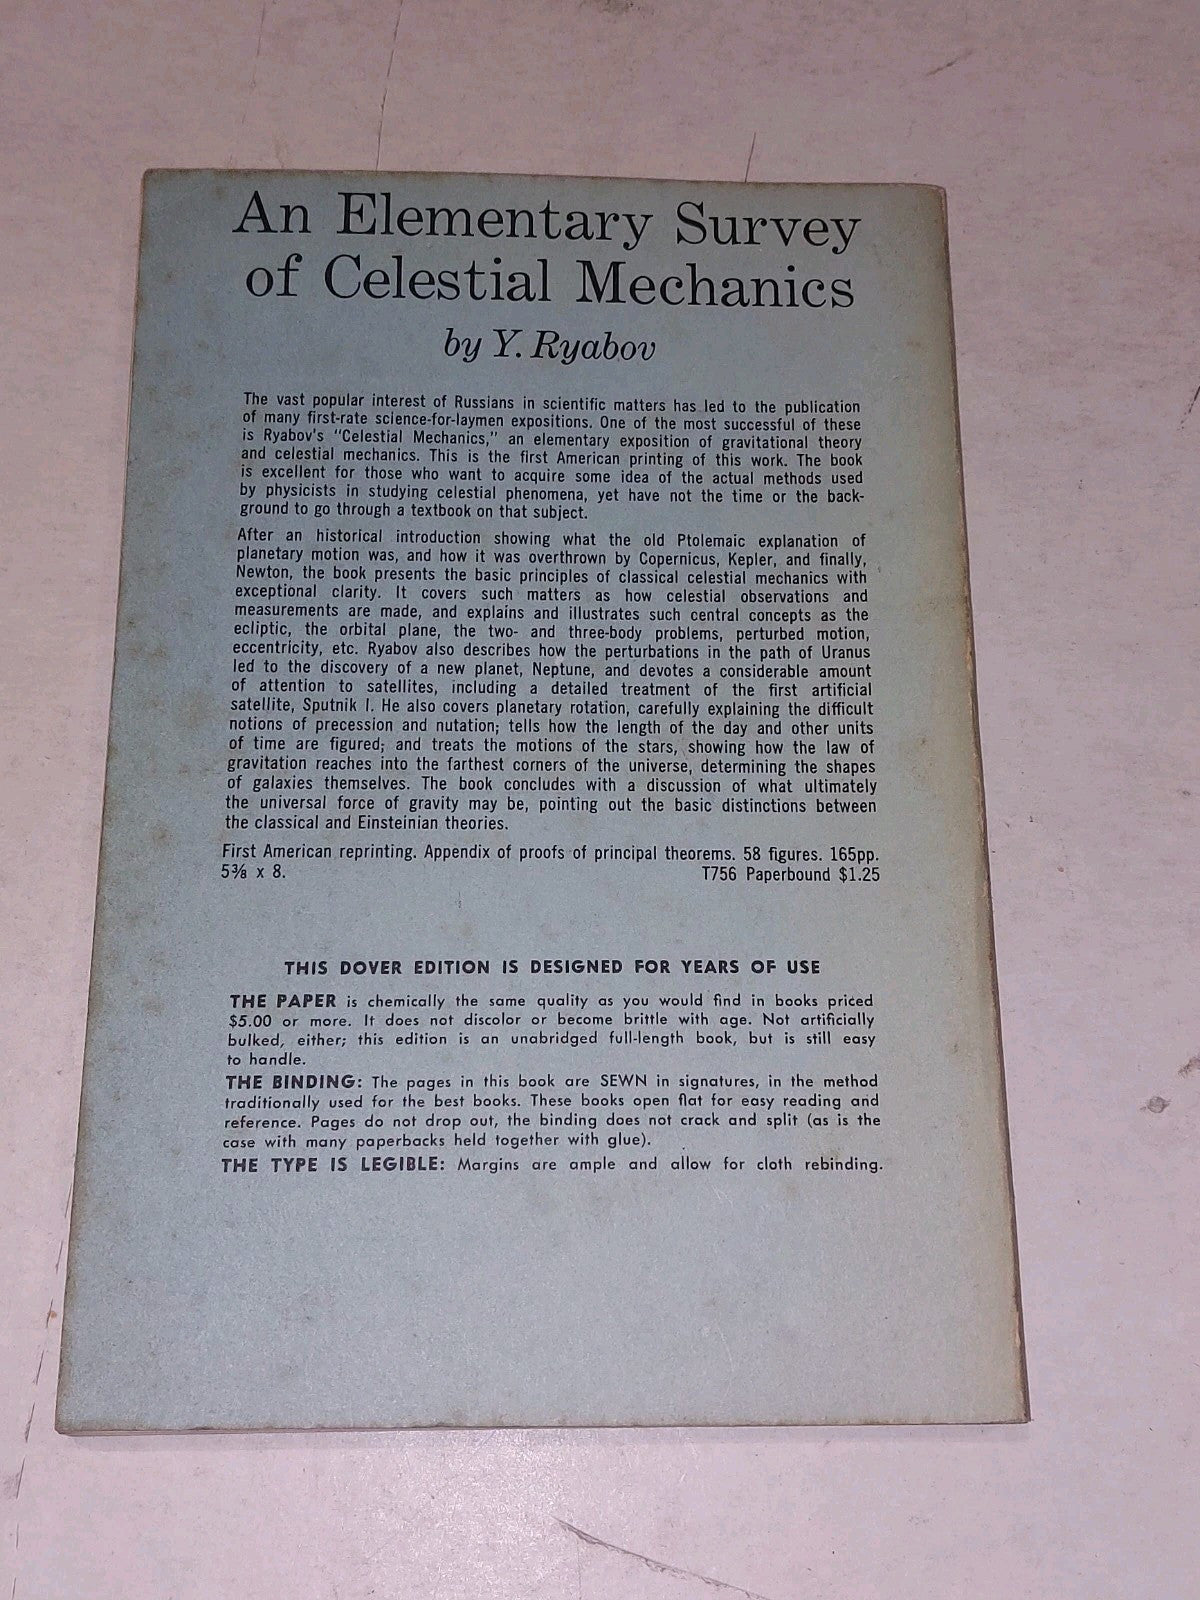 An Elementary Survey
of Celestial Mechanics
by Y. Ryabov
The vast popular interest of Russians in scientific matters has led to the publication
of many first-rate science-for-laymen expositions. One of the most successful of these
is Ryabov's "Celestial Mechanics," an elementary exposition of gravitational theory
and celestial mechanics. This is the first American printing of this work. The book
is excellent for those who want to acquire some idea of the actual methods used
by physicists in studying celestial phenomena, yet have not the time or the back-
ground to go through a textbook on that subject.
After an historical introduction showing what the old Ptolemaic explanation of
planetary motion was, and how it was overthrown by Copernicus, Kepler, and finally,
Newton, the book presents the basic principles of classical celestial mechanics with
exceptional clarity. It covers such matters as how celestial observations and
measurements are made, and explains and illustrates such central concepts as the
ecliptic, the orbital plane, the two- and three-body problems, perturbed motion,
eccentricity, etc. Ryabov also describes how the perturbations in the path of Uranus
led to the discovery of a new planet, Neptune, and devotes a considerable amount
of attention to satellites, including a detailed treatment of the first artificial
satellite, Sputnik I. He also covers planetary rotation, carefully explaining the difficult
notions of precession and nutation; tells how the length of the day and other units
of time are figured; and treats the motions of the stars, showing how the law of
gravitation reaches into the farthest corners of the universe, determining the shapes
of galaxies themselves. The book concludes with a discussion of what ultimately
the universal force of gravity may be, pointing out the basic distinctions between
the classical and Einsteinian theories.
First American reprinting. Appendix of proofs of principal theorems. 58 figures. 165pp.
5⅜ x 8. T756 Paperbound $1.25
THIS DOVER EDITION IS DESIGNED FOR YEARS OF USE
THE PAPER is chemically the same quality as you would find in books priced
$5.00 or more. It does not discolor or become brittle with age. Not artificially
bulked, either; this edition is an unabridged full-length book, but is still easy
to handle.
THE BINDING: The pages in this book are SEWN in signatures, in the method
traditionally used for the best books. These books open flat for easy reading and
reference. Pages do not drop out, the binding does not crack and split (as is the
case with many paperbacks held together with glue).
THE TYPE IS LEGIBLE: Margins are ample and allow for cloth rebinding.